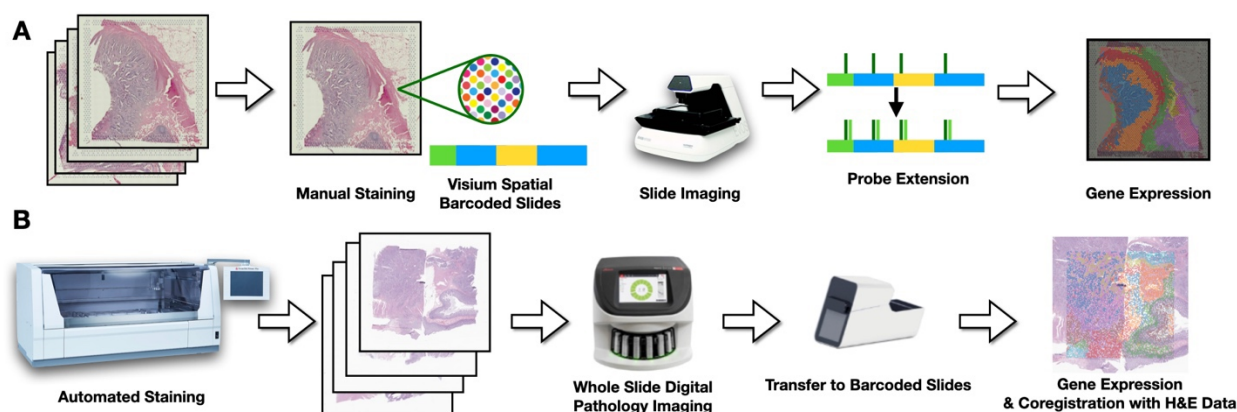 A
Manual Staining
Visium Spatial
Barcoded Slides
Slide Imaging
Probe Extension
Gene Expression
B
Automated Staining
Whole Slide Digital
Pathology Imaging
Transfer to Barcoded Slides
Gene Expression
& Coregistration with H&E Data